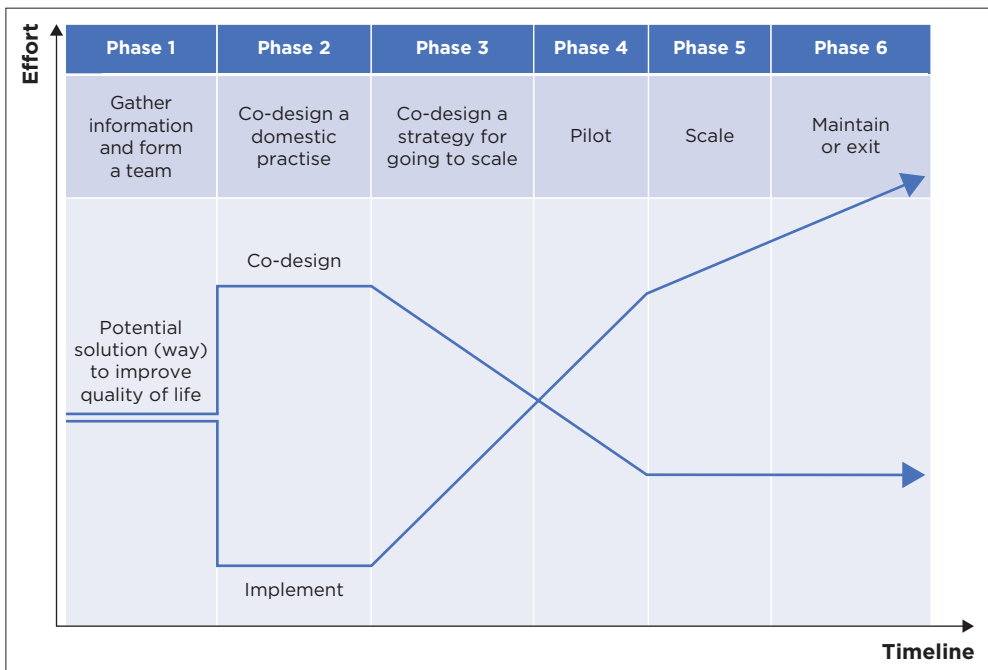 Effort
Phase 1
Phase 2
Phase 3
Phase 4
Phase 5
Phase 6
Gather
information
and form
a team
Co-design a
domestic
practise
Co-design a
strategy for
going to scale
Pilot
Scale
Maintain
or exit
Co-design
Potential
solution (way)
to improve
quality of life
Implement
Timeline